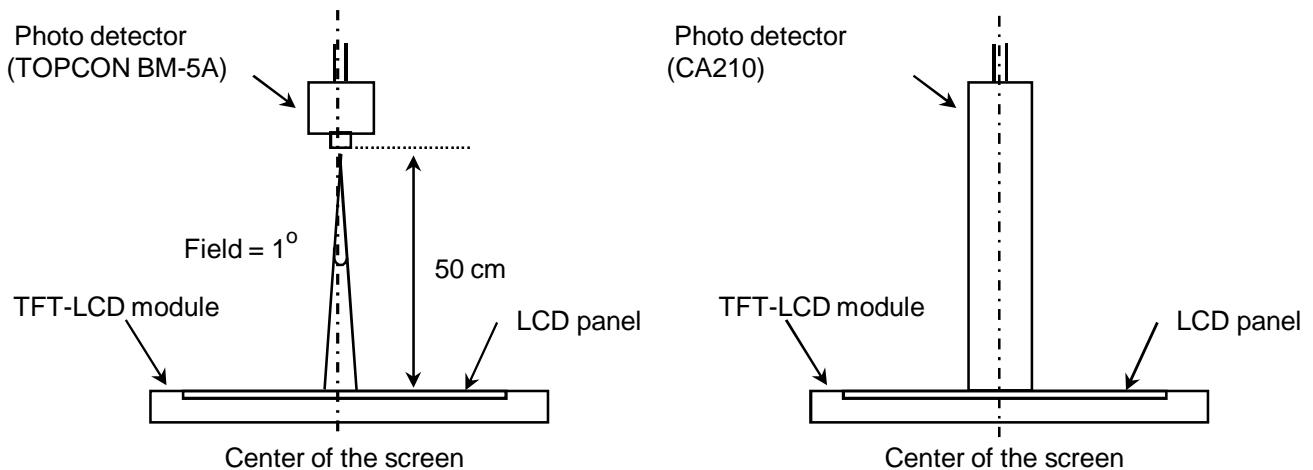 Photo detector
(TOPCON BM-5A)
Field = 1°
50 cm
TFT-LCD module
LCD panel
Center of the screen
Photo detector
(CA210)
TFT-LCD module
LCD panel
Center of the screen